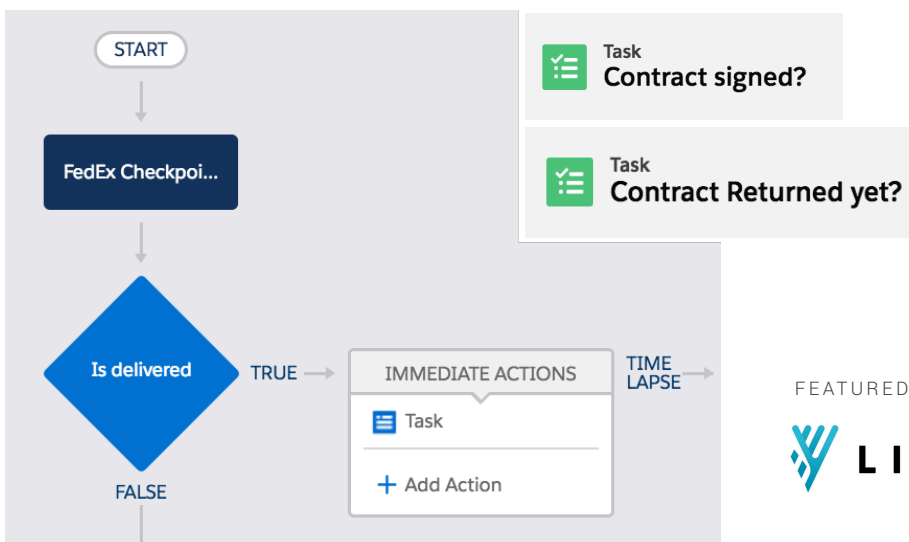 START
FedEx Checkpoi...
Is delivered
TRUE
FALSE
IMMEDIATE ACTIONS
Task
Add Action
TIME
LAPSE
Task
Contract signed?
Task
Contract Returned yet?
FEATURED
LI